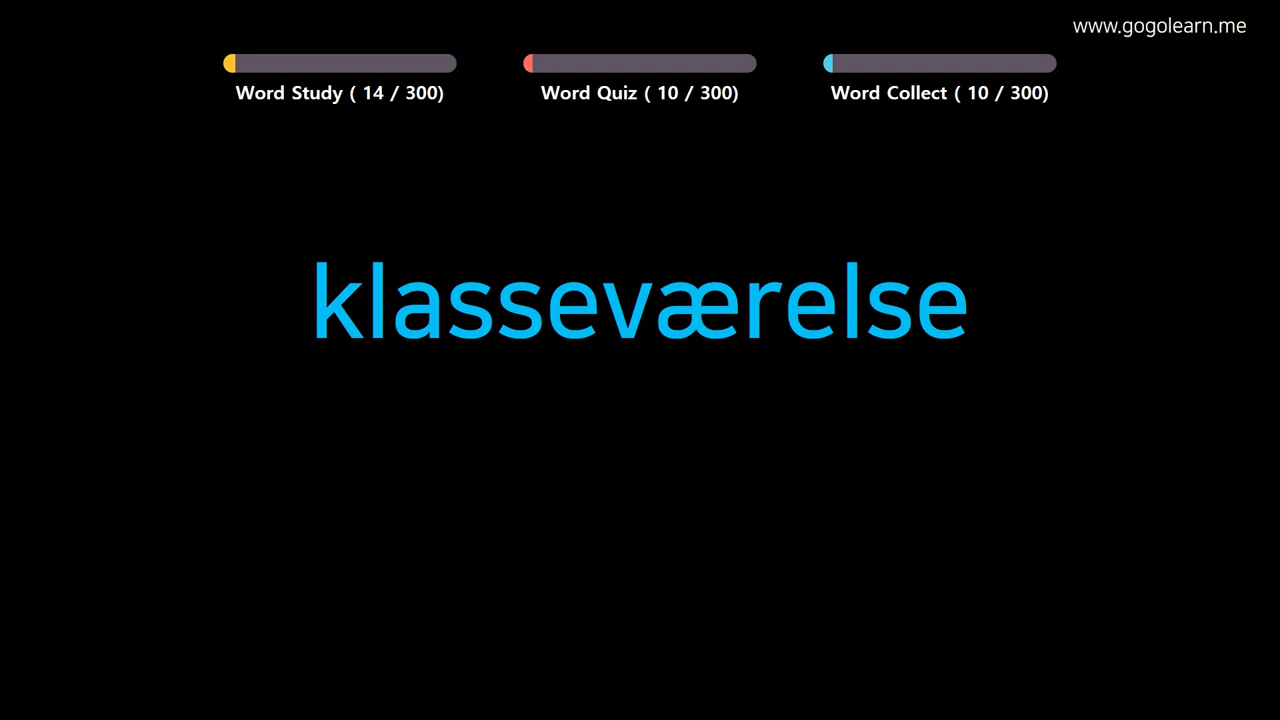 www.gogolearn.me
Word Study ( 14 / 300)
Word Quiz ( 10 / 300)
Word Collect ( 10 / 300)
klasseværelse